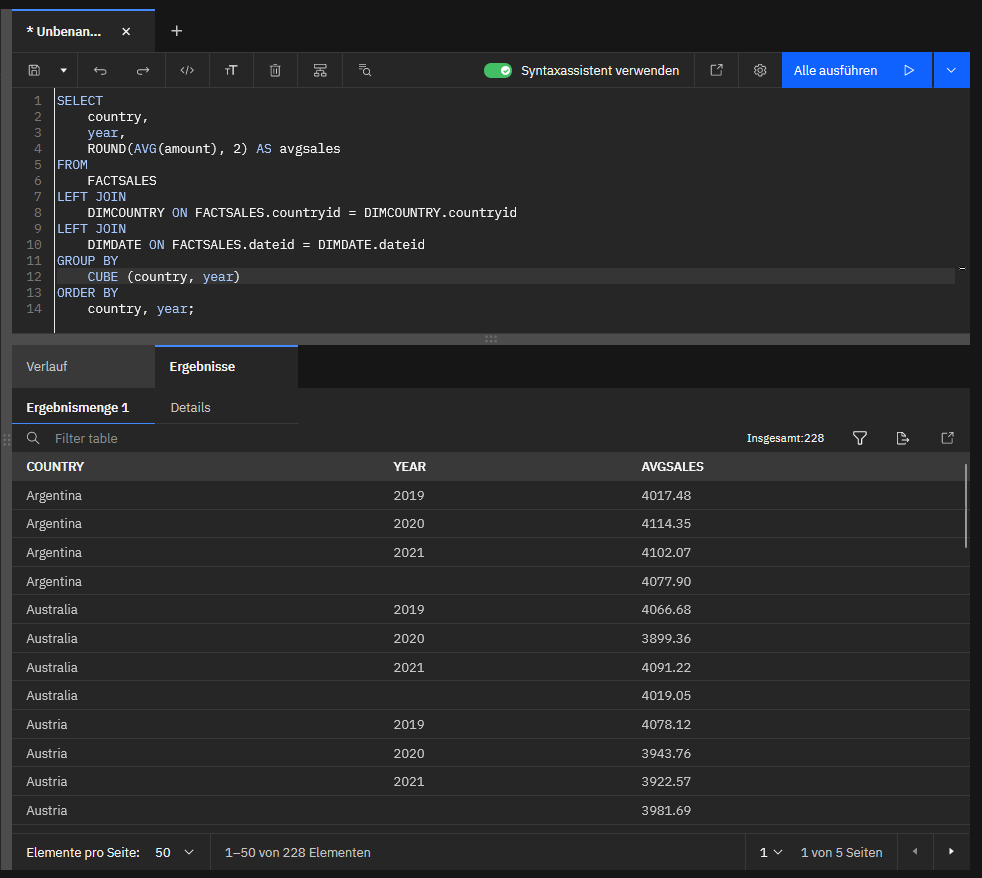 * Unbenan...
Syntaxassistent verwenden
Alle ausführen
1 SELECT
2 country,
3 year,
4 ROUND(AVG(amount), 2) AS avgsales
5 FROM
6 FACTSALES
7 LEFT JOIN
8 DIMCOUNTRY ON FACTSALES.countryid = DIMCOUNTRY.countryid
9 LEFT JOIN
10 DIMDATE ON FACTSALES.dateid = DIMDATE.dateid
11 GROUP BY
12 CUBE (country, year)
13 ORDER BY
14 country, year;
Verlauf Ergebnisse
Ergebnismenge 1 Details
Filter table Insgesamt:228
COUNTRY YEAR AVGSALES
Argentina 2019 4017.48
Argentina 2020 4114.35
Argentina 2021 4102.07
Argentina 4077.90
Australia 2019 4066.68
Australia 2020 3899.36
Australia 2021 4091.22
Australia 4019.05
Austria 2019 4078.12
Austria 2020 3943.76
Austria 2021 3922.57
Austria 3981.69
Elemente pro Seite: 50 1–50 von 228 Elementen 1 1 von 5 Seiten